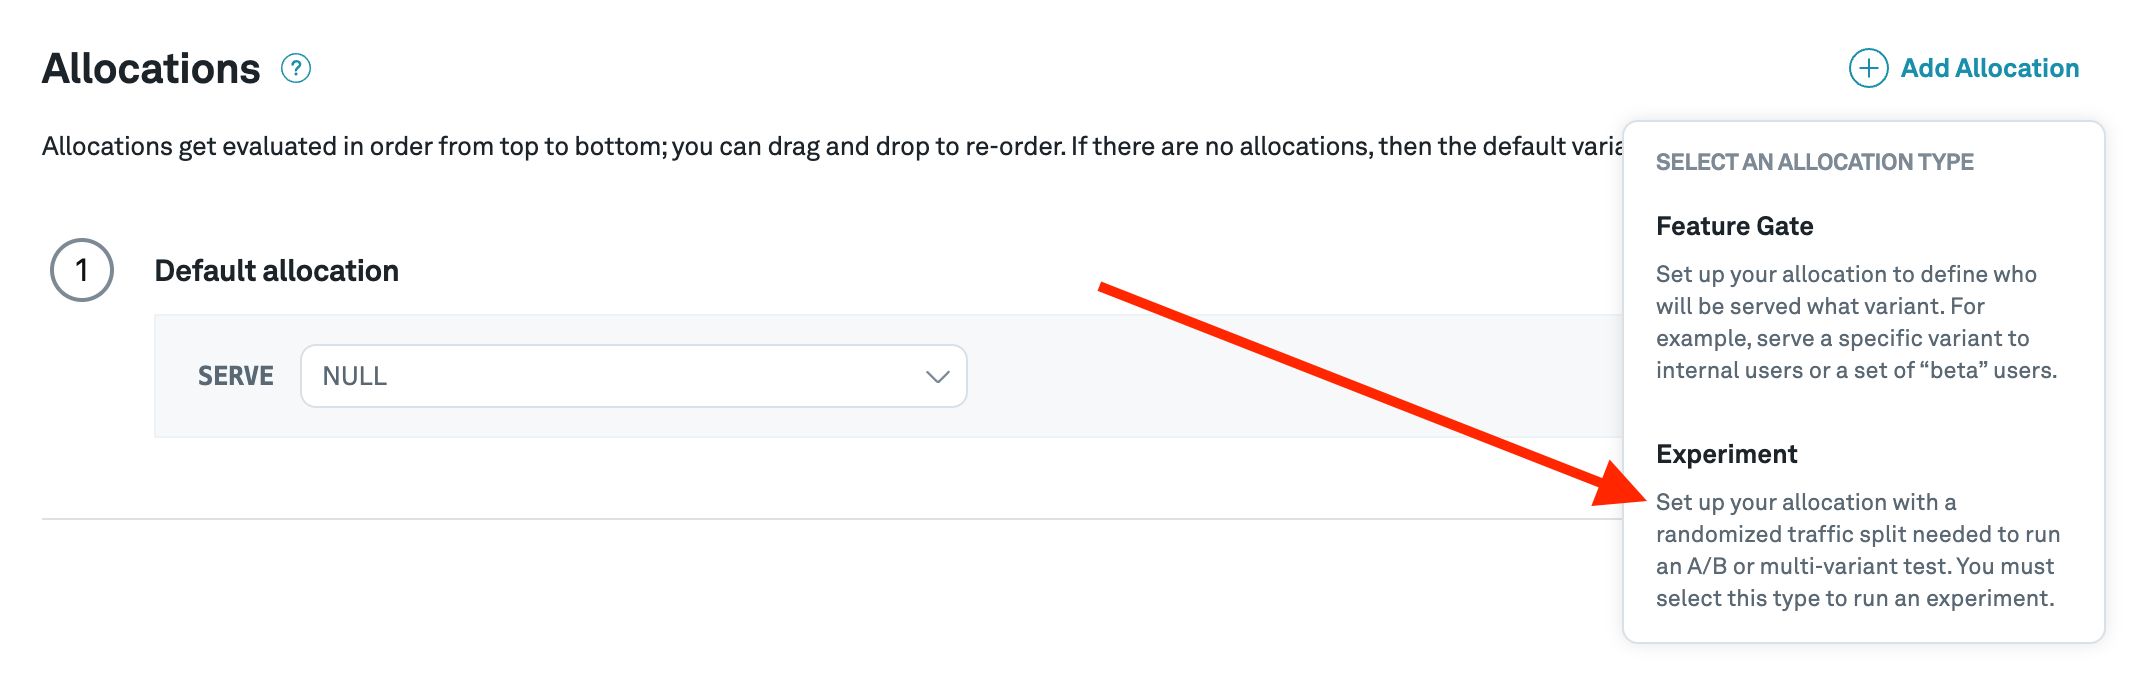 Allocations ?
Add Allocation
Allocations get evaluated in order from top to bottom; you can drag and drop to re-order. If there are no allocations, then the default
SELECT AN ALLOCATION TYPE
Feature Gate
Set up your allocation to define who
will be served what variant. For
example, serve a specific variant to
internal users or a set of “beta” users.
1 Default allocation
SERVE NULL
Experiment
Set up your allocation with a
randomized traffic split needed to run
an A/B or multi-variant test. You must
select this type to run an experiment.